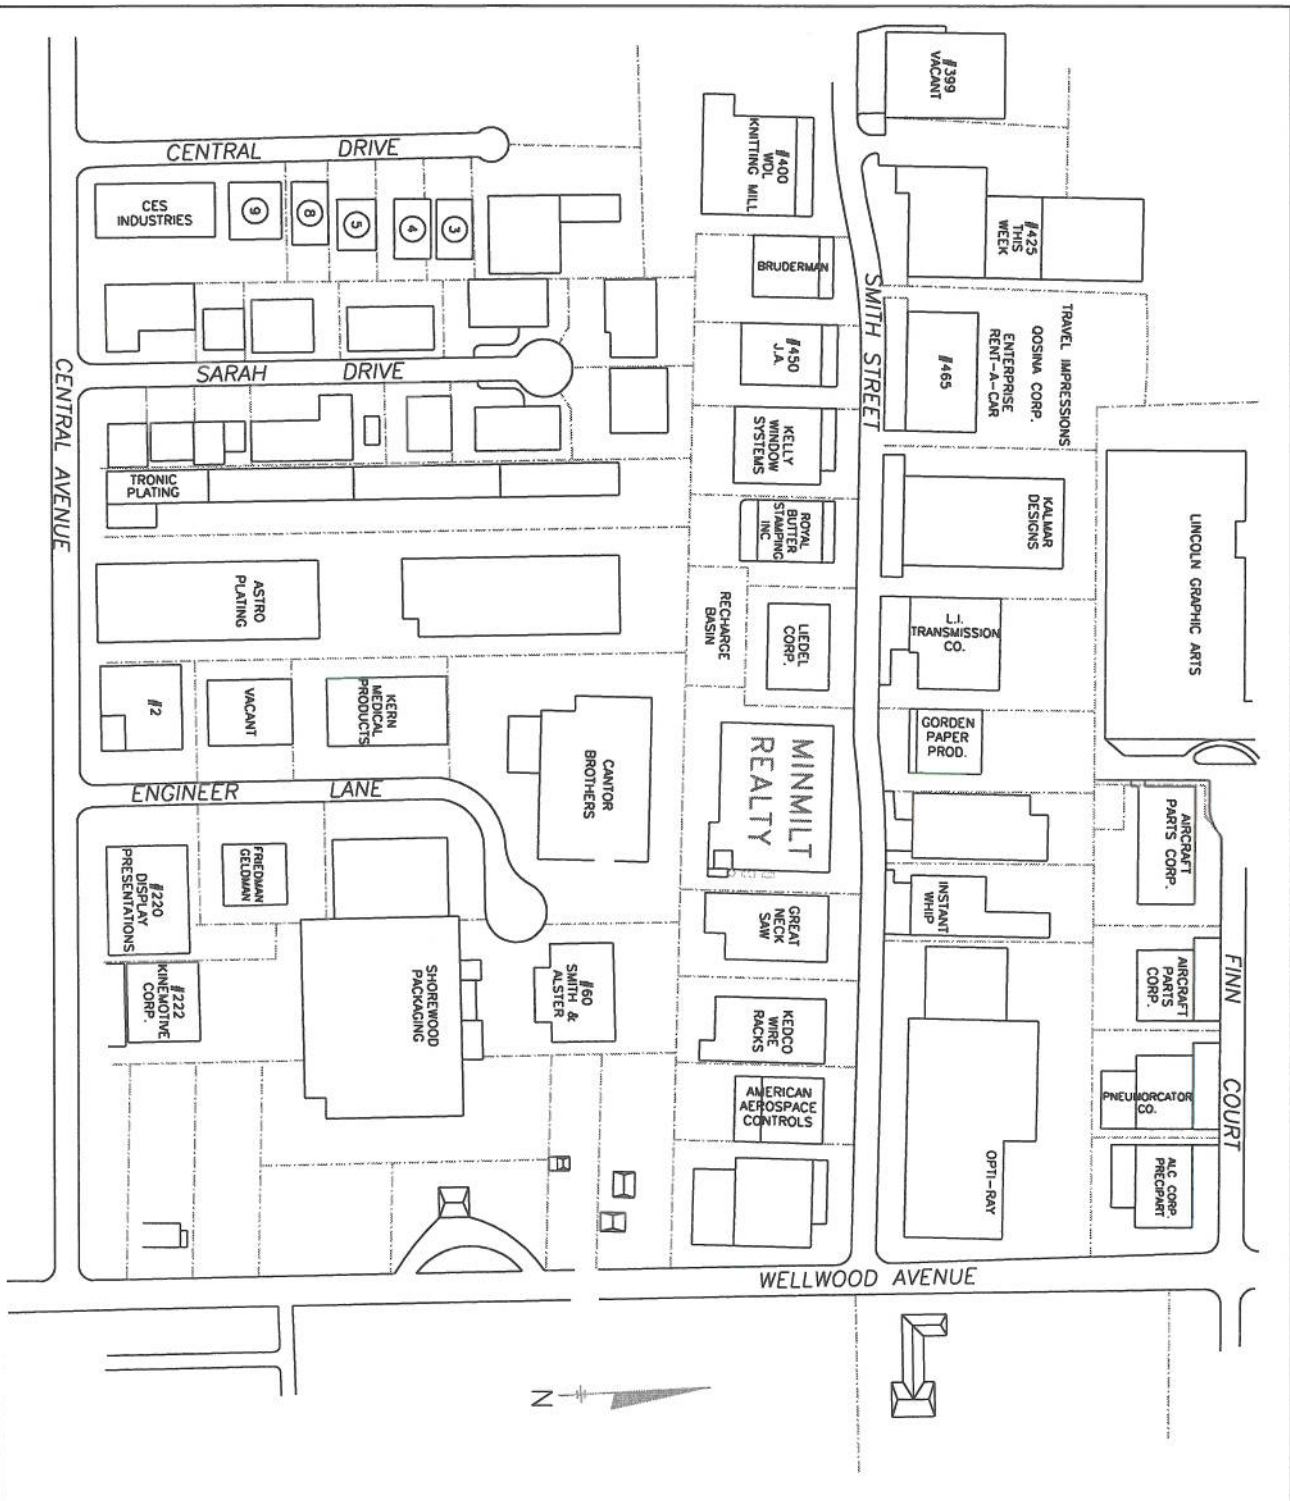 #399
VACANT
#400
WDL
KNITTING MILL
CENTRAL DRIVE
CES
INDUSTRIES
9
8
5
4
3
#425
THIS
WEEK
BRUDERMAN
SMITH STREET
TRAVEL IMPRESSIONS
QOSINA CORP.
ENTERPRISE
RENT-A-CAR
#465
#450
J.A.
SARAH DRIVE
CENTRAL AVENUE
KELLY
WINDOW
SYSTEMS
TRONIC
PLATING
ROYAL
BUTTER
STAMPING
INC
KALMAR
DESIGNS
LINCOLN GRAPHIC ARTS
ASTRO
PLATING
RECHARGE
BASIN
LIEDEL
CORP.
L.I.
TRANSMISSION
CO.
#2
VACANT
KERN
MEDICAL
PRODUCTS
CANTOR
BROTHERS
MINMILT
REALTY
GORDEN
PAPER
PROD.
ENGINEER LANE
AIRCRAFT
PARTS CORP.
FRIEDMAN
GELDMAN
#220
DISPLAY
PRESENTATIONS
GREAT
NECK
SAW
INSTANT
WHIP
#222
KINEMOTIVE
CORP.
SHOREWOOD
PACKAGING
#60
SMITH &
ALSTER
KEDCO
WIRE
RACKS
AIRCRAFT
PARTS
CORP.
FINN COURT
AMERICAN
AEROSPACE
CONTROLS
PNEUMORCATOR
CO.
OPTI-RAY
ALC CORP.
PRECIPART
WELLWOOD AVENUE
N